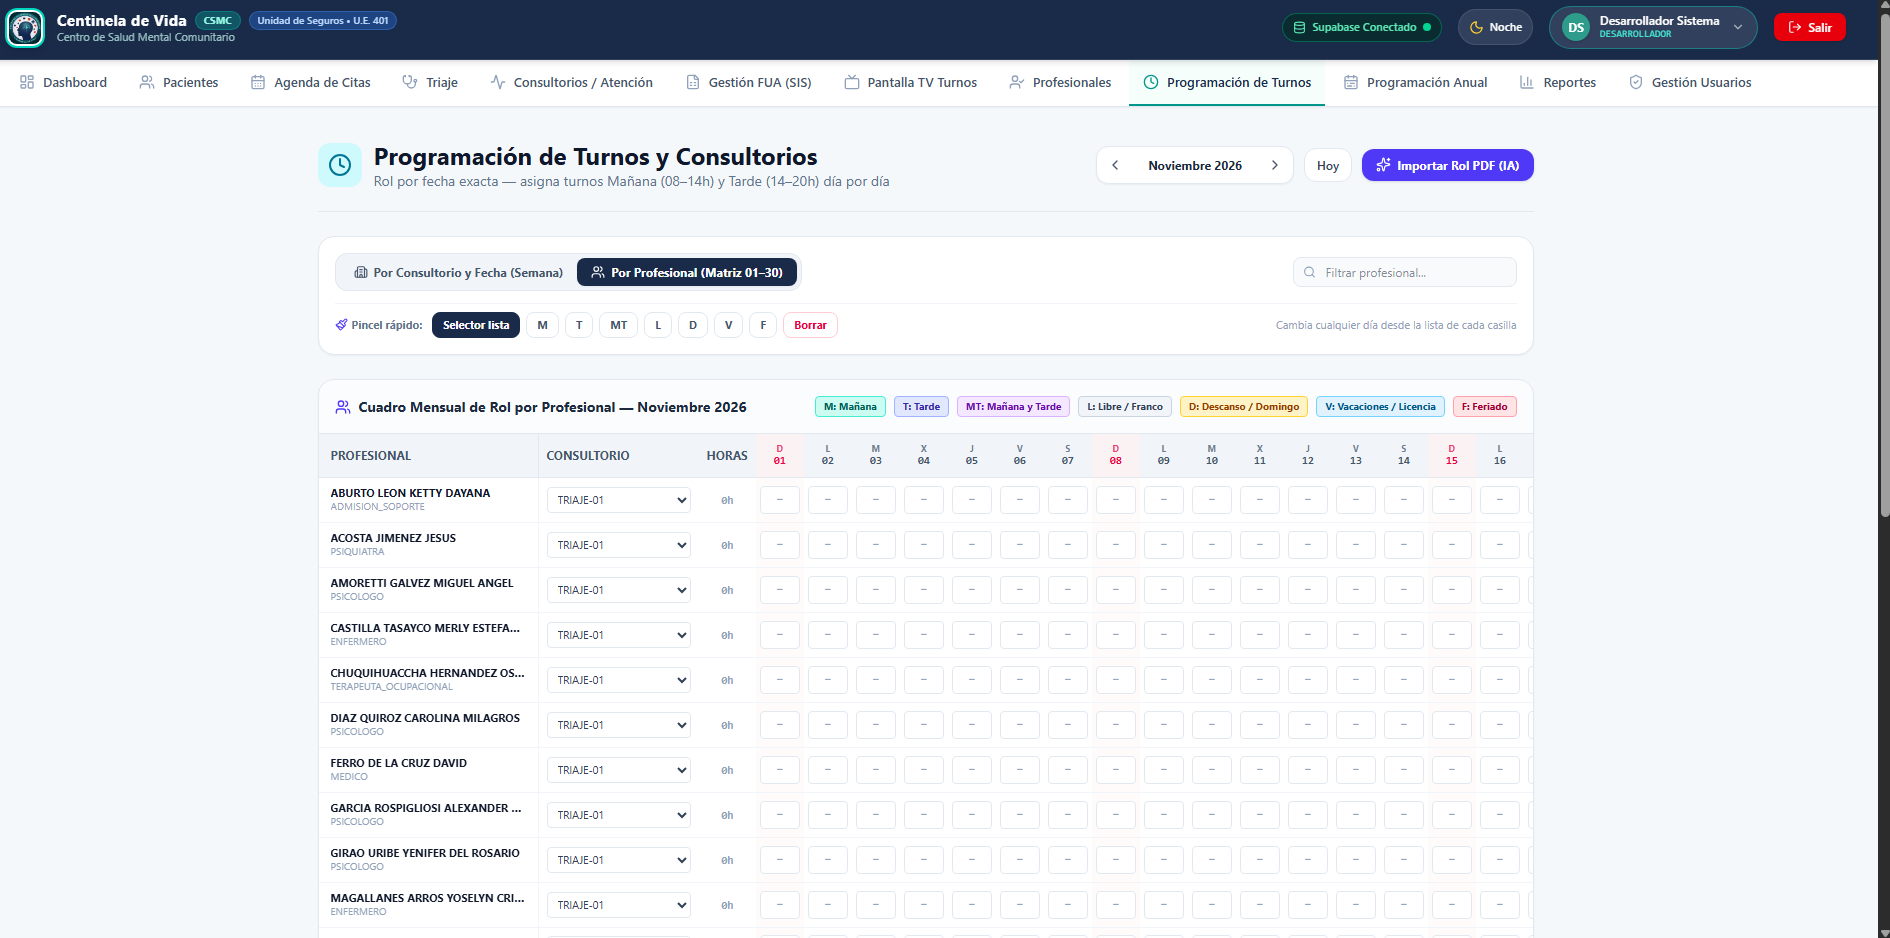 Centinela de Vida CSMC Unidad de Seguros • U.E. 401
Centro de Salud Mental Comunitario
Supabase Conectado Noche DS Desarrollador Sistema Salir
DESARROLLADOR
Dashboard Pacientes Agenda de Citas Triaje Consultorios / Atención Gestión FUA (SIS) Pantalla TV Turnos Profesionales Programación de Turnos Programación Anual Reportes Gestión Usuarios
Programación de Turnos y Consultorios
Rol por fecha exacta — asigna turnos Mañana (08–14h) y Tarde (14–20h) día por día
Noviembre 2026 Hoy Importar Rol PDF (IA)
Por Consultorio y Fecha (Semana) Por Profesional (Matriz 01–30) Filtrar profesional...
Pincel rápido: Selector lista M T MT L D V F Borrar Cambia cualquier día desde la lista de cada casilla
Cuadro Mensual de Rol por Profesional — Noviembre 2026 M: Mañana T: Tarde MT: Mañana y Tarde L: Libre / Franco D: Descanso / Domingo V: Vacaciones / Licencia F: Feriado
PROFESIONAL CONSULTORIO HORAS D L M X J V S D L M X J V S D L
01 02 03 04 05 06 07 08 09 10 11 12 13 14 15 16
ABURTO LEON KETTY DAYANA TRIAJE-01 0h – – – – – – – – – – – – – – – –
ADMISION_SOPORTE
ACOSTA JIMENEZ JESUS TRIAJE-01 0h – – – – – – – – – – – – – – – –
PSIQUIATRA
AMORETTI GALVEZ MIGUEL ANGEL TRIAJE-01 0h – – – – – – – – – – – – – – – –
PSICOLOGO
CASTILLA TASAYCO MERLY ESTEFA... TRIAJE-01 0h – – – – – – – – – – – – – – – –
ENFERMERO
CHUQUIHUACCHA HERNANDEZ OS... TRIAJE-01 0h – – – – – – – – – – – – – – – –
TERAPEUTA_OCUPACIONAL
DIAZ QUIROZ CAROLINA MILAGROS TRIAJE-01 0h – – – – – – – – – – – – – – – –
PSICOLOGO
FERRO DE LA CRUZ DAVID TRIAJE-01 0h – – – – – – – – – – – – – – – –
MEDICO
GARCIA ROSPIGLIOSI ALEXANDER ... TRIAJE-01 0h – – – – – – – – – – – – – – – –
PSICOLOGO
GIRAO URIBE YENIFER DEL ROSARIO TRIAJE-01 0h – – – – – – – – – – – – – – – –
PSICOLOGO
MAGALLANES ARROS YOSELYN CRI... TRIAJE-01 0h – – – – – – – – – – – – – – – –
ENFERMERO